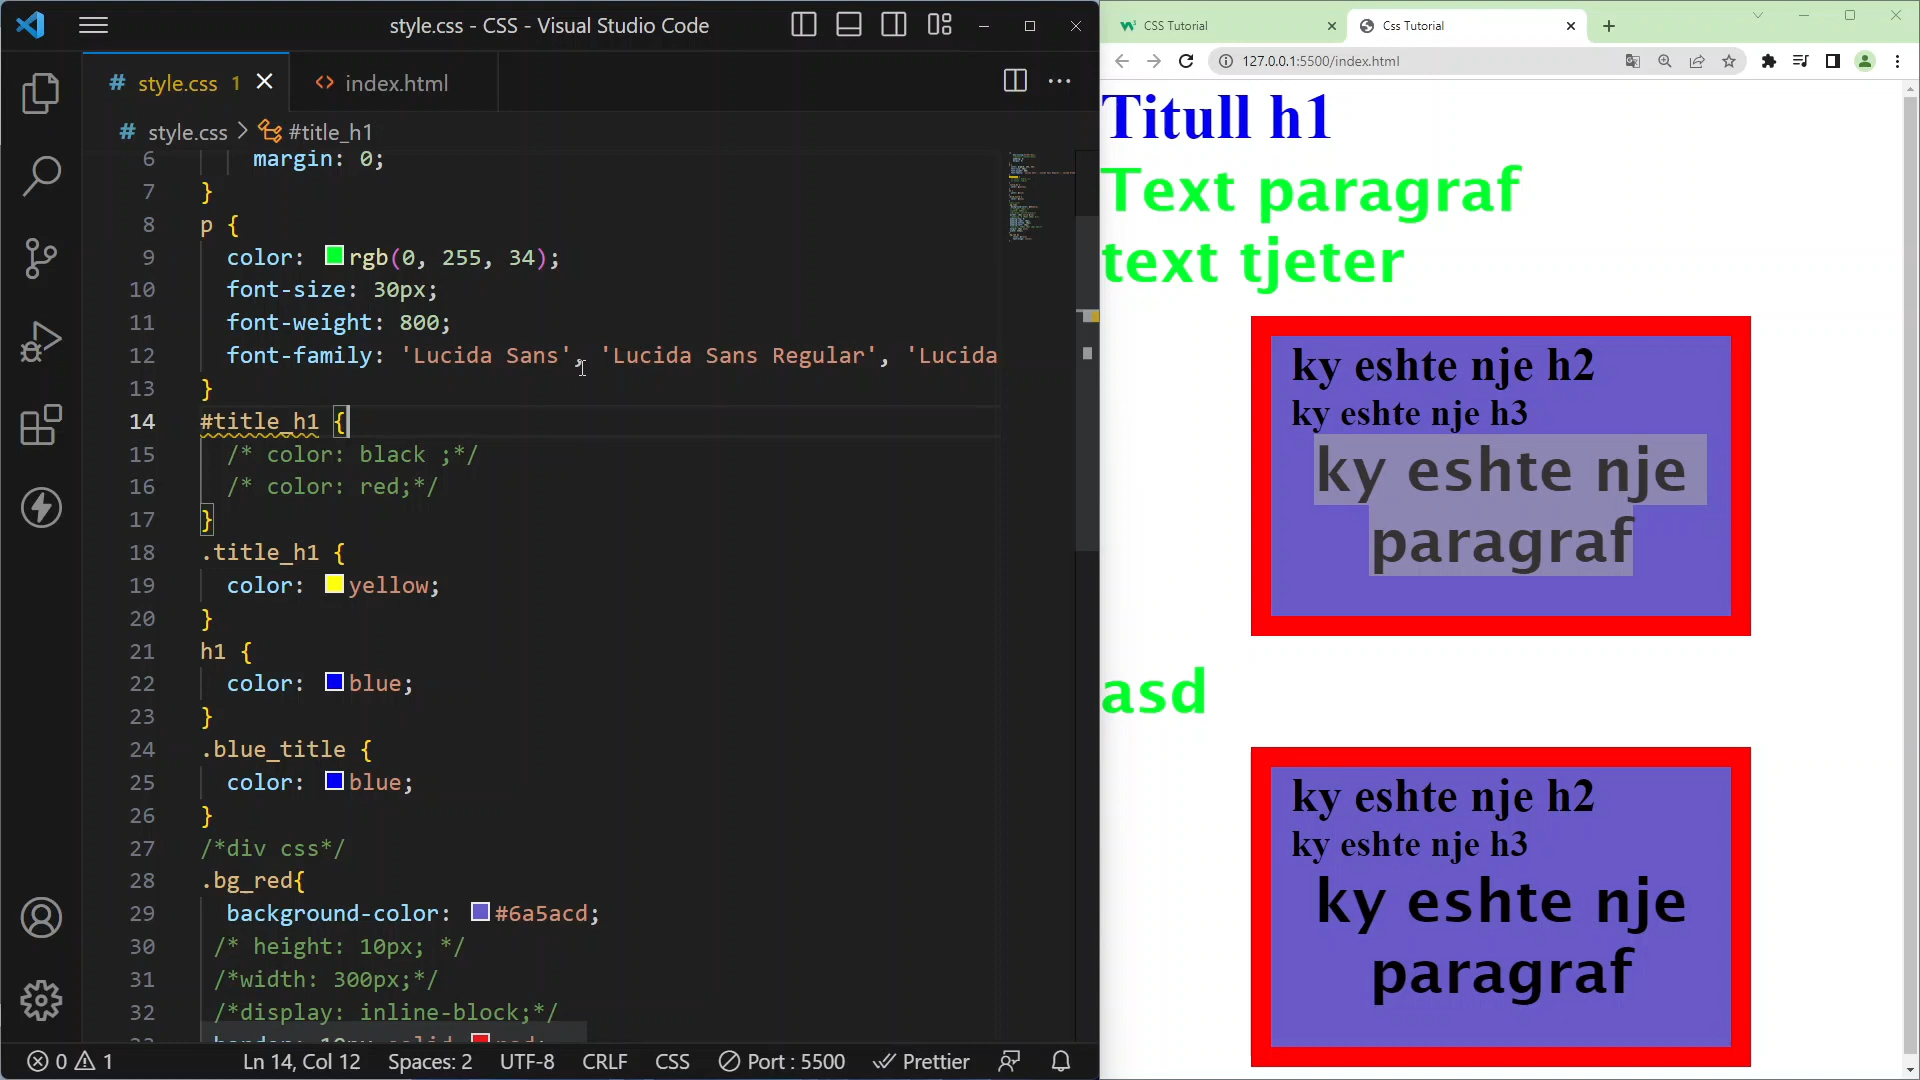 style.css - CSS - Visual Studio Code
# style.css 1
<> index.html
# style.css > #title_h1
6 margin: 0;
7 }
8 p {
9 color: rgb(0, 255, 34);
10 font-size: 30px;
11 font-weight: 800;
12 font-family: 'Lucida Sans', 'Lucida Sans Regular', 'Lucida
13 }
14 #title_h1 {
15 /* color: black ;*/
16 /* color: red;*/
17 }
18 .title_h1 {
19 color: yellow;
20 }
21 h1 {
22 color: blue;
23 }
24 .blue_title {
25 color: blue;
26 }
27 /*div css*/
28 .bg_red{
29 background-color: #6a5acd;
30 /* height: 10px; */
31 /*width: 300px;*/
32 /*display: inline-block;*/
0 1 Ln 14, Col 12 Spaces: 2 UTF-8 CRLF CSS Port : 5500 Prettier
CSS Tutorial
Css Tutorial
127.0.0.1:5500/index.html
Titull h1
Text paragraf
text tjeter
ky eshte nje h2
ky eshte nje h3
ky eshte nje
paragraf
asd
ky eshte nje h2
ky eshte nje h3
ky eshte nje
paragraf